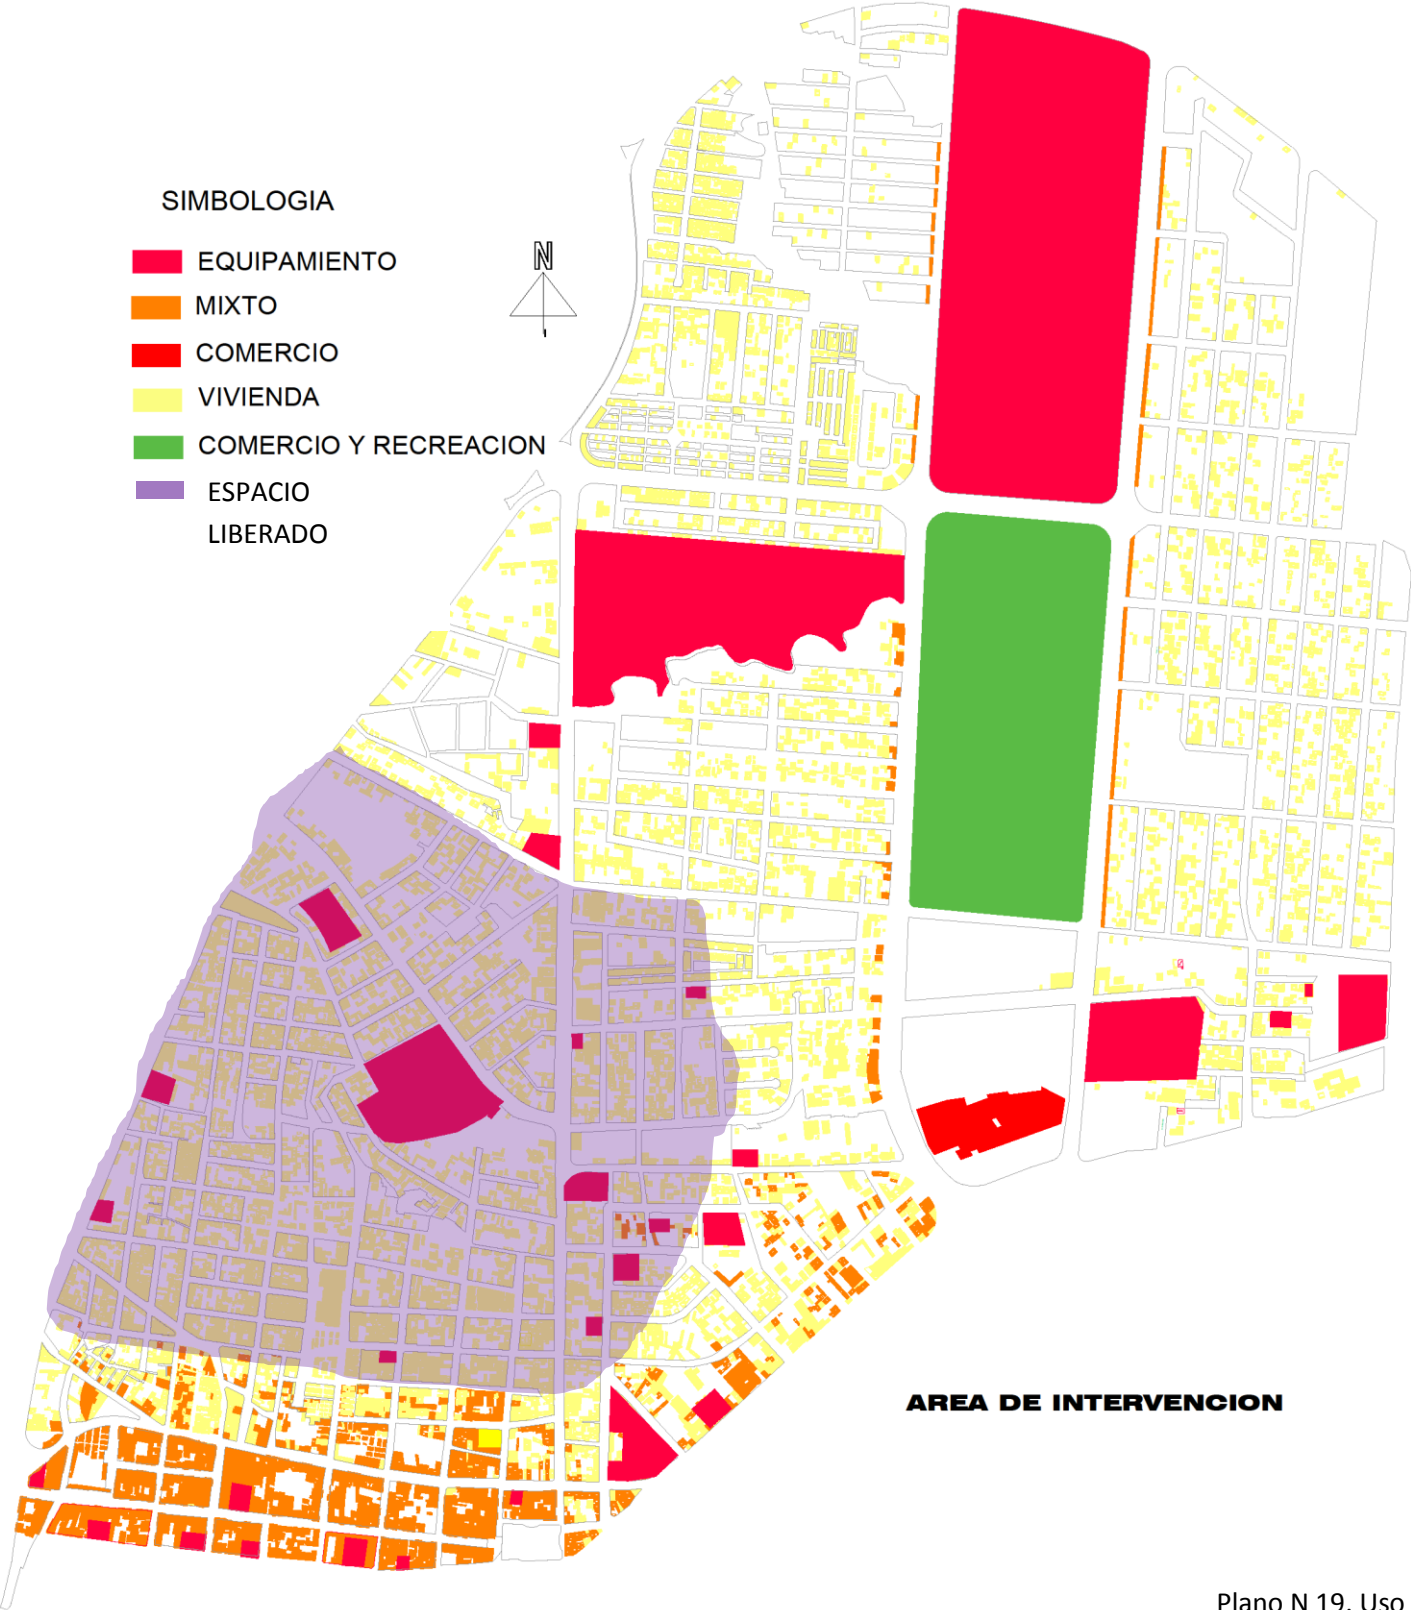 SIMBOLOGIA
EQUIPAMIENTO
MIXTO
COMERCIO
VIVIENDA
COMERCIO Y RECREACION
ESPACIO
LIBERADO
N
AREA DE INTERVENCION
Plano N 19. Uso